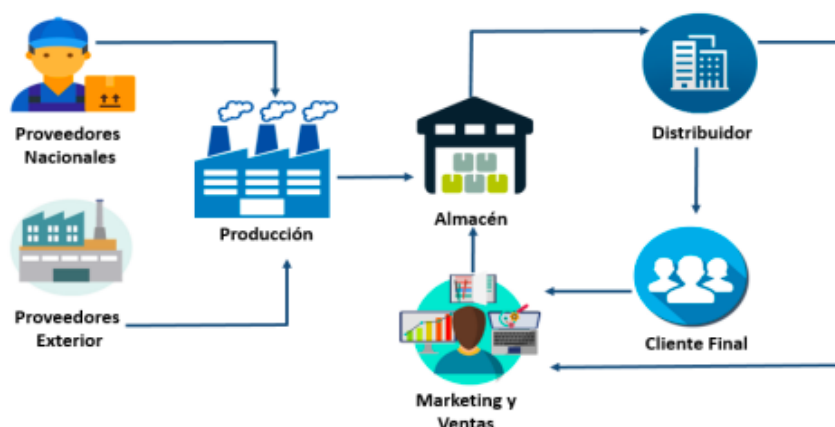 Proveedores
Nacionales
Producción
Almacén
Distribuidor
Proveedores
Exterior
Cliente Final
Marketing y
Ventas